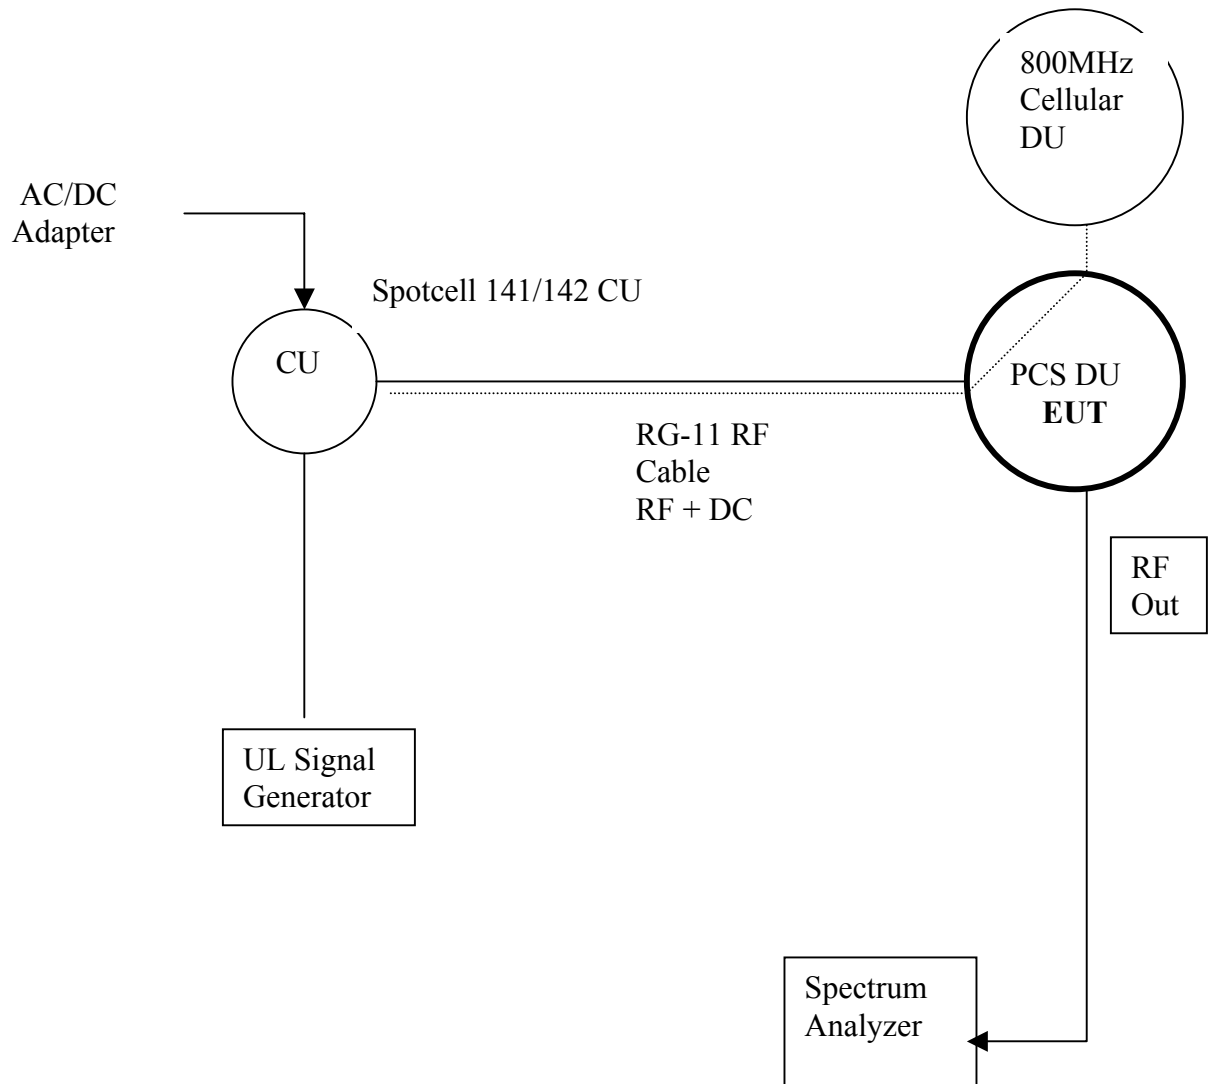 800MHz
Cellular
DU
AC/DC
Adapter
Spotcell 141/142 CU
CU
PCS DU
EUT
RG-11 RF
Cable
RF + DC
RF
Out
UL Signal
Generator
Spectrum
Analyzer